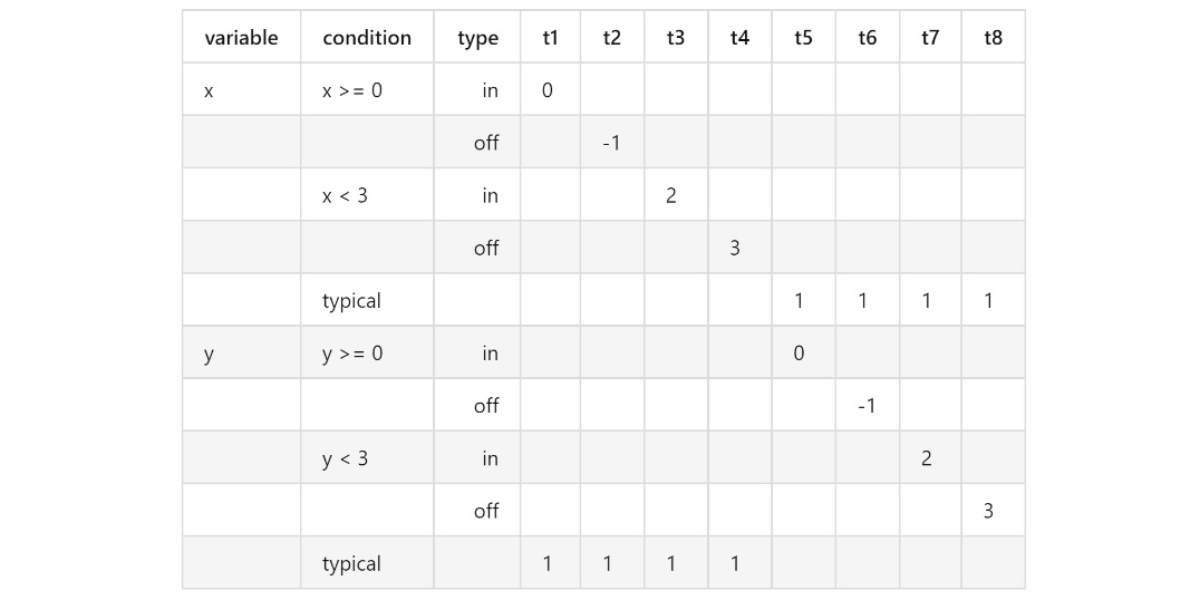 variable condition type t1 t2 t3 t4 t5 t6 t7 t8
x x >= 0 in 0
off -1
x < 3 in 2
off 3
typical 1 1 1 1
y y >= 0 in 0
off -1
y < 3 in 2
off 3
typical 1 1 1 1